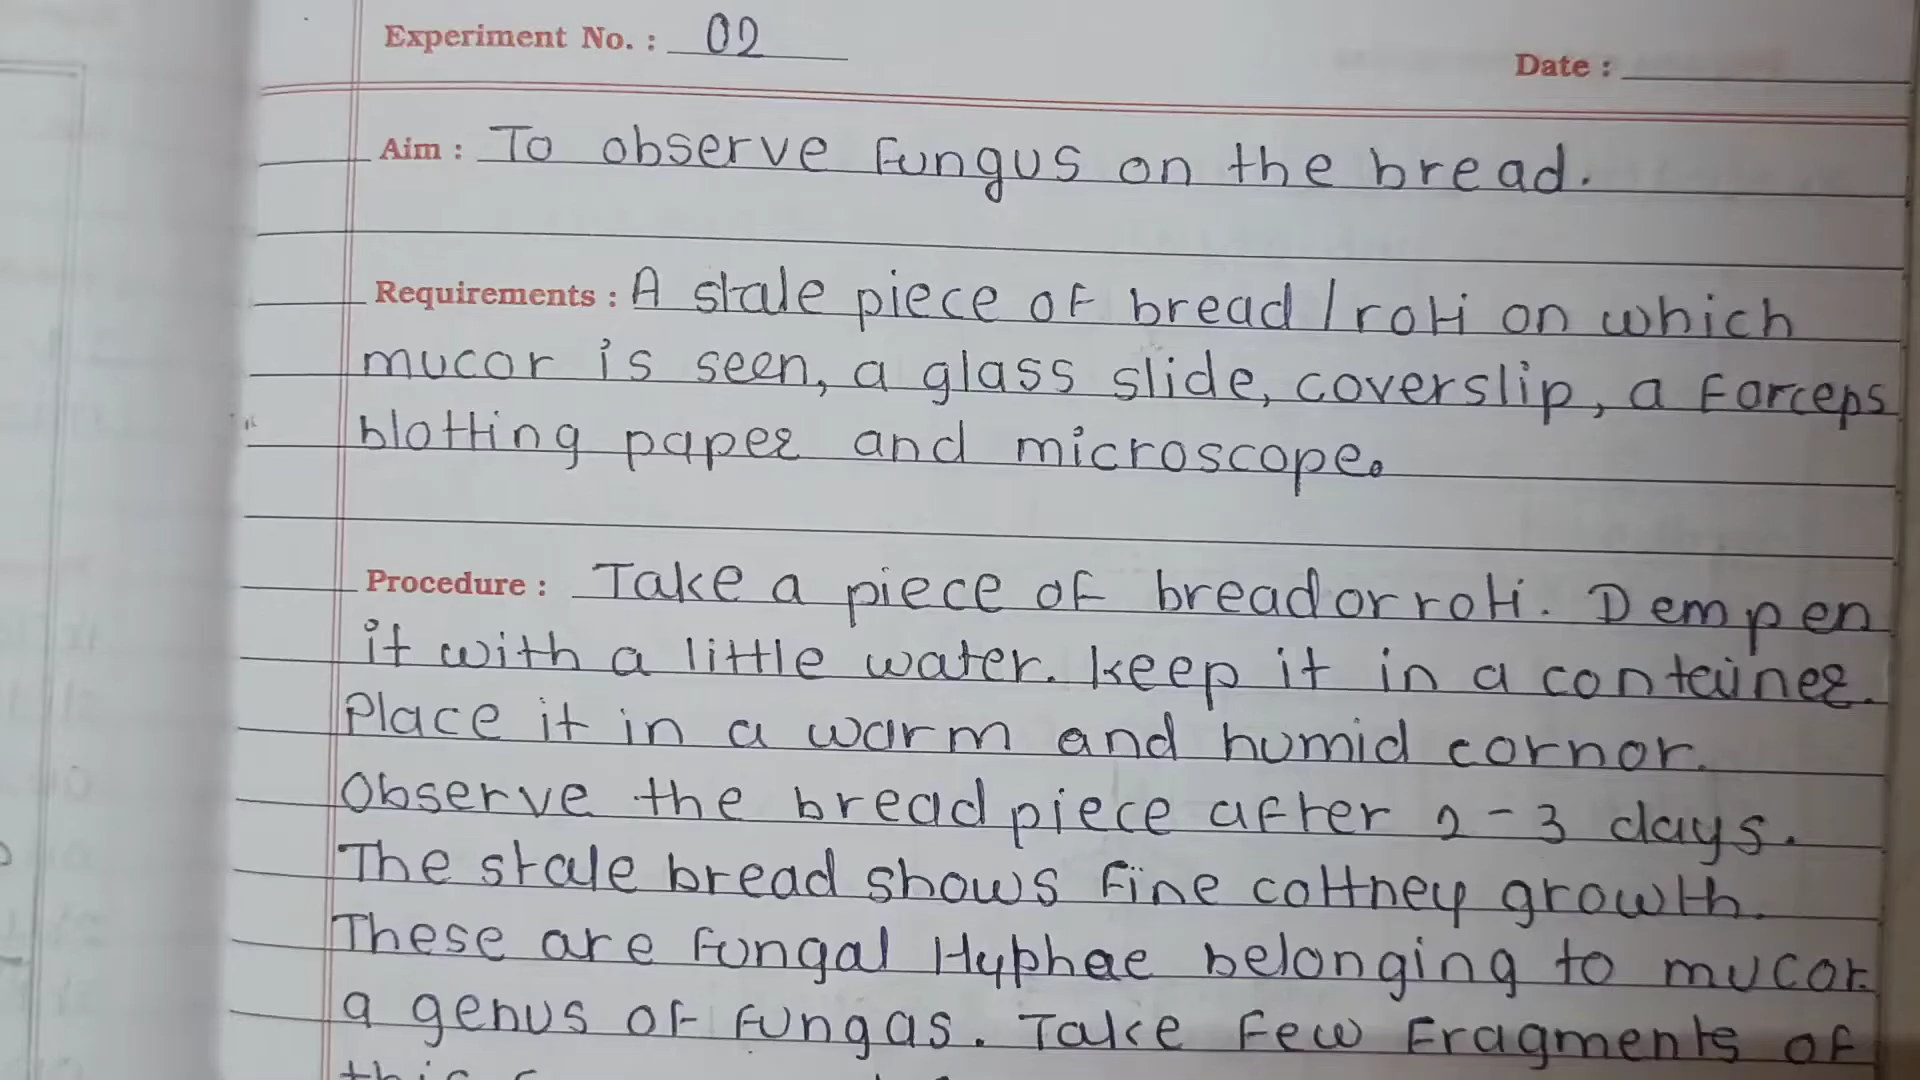 Experiment No. : 02
Date :
Aim : To observe fungus on the bread.
Requirements : A stale piece of bread/roti on which
mucor is seen, a glass slide, coverslip, a forceps
blotting paper and microscope.
Procedure : Take a piece of bread or roti. Dempen
it with a little water. keep it in a container.
Place it in a warm and humid cornor.
Observe the bread piece after 2-3 days.
The stale bread shows fine cottney growth.
These are fungal Hyphae belonging to mucor.
a genus of fungas. Take few fragments of